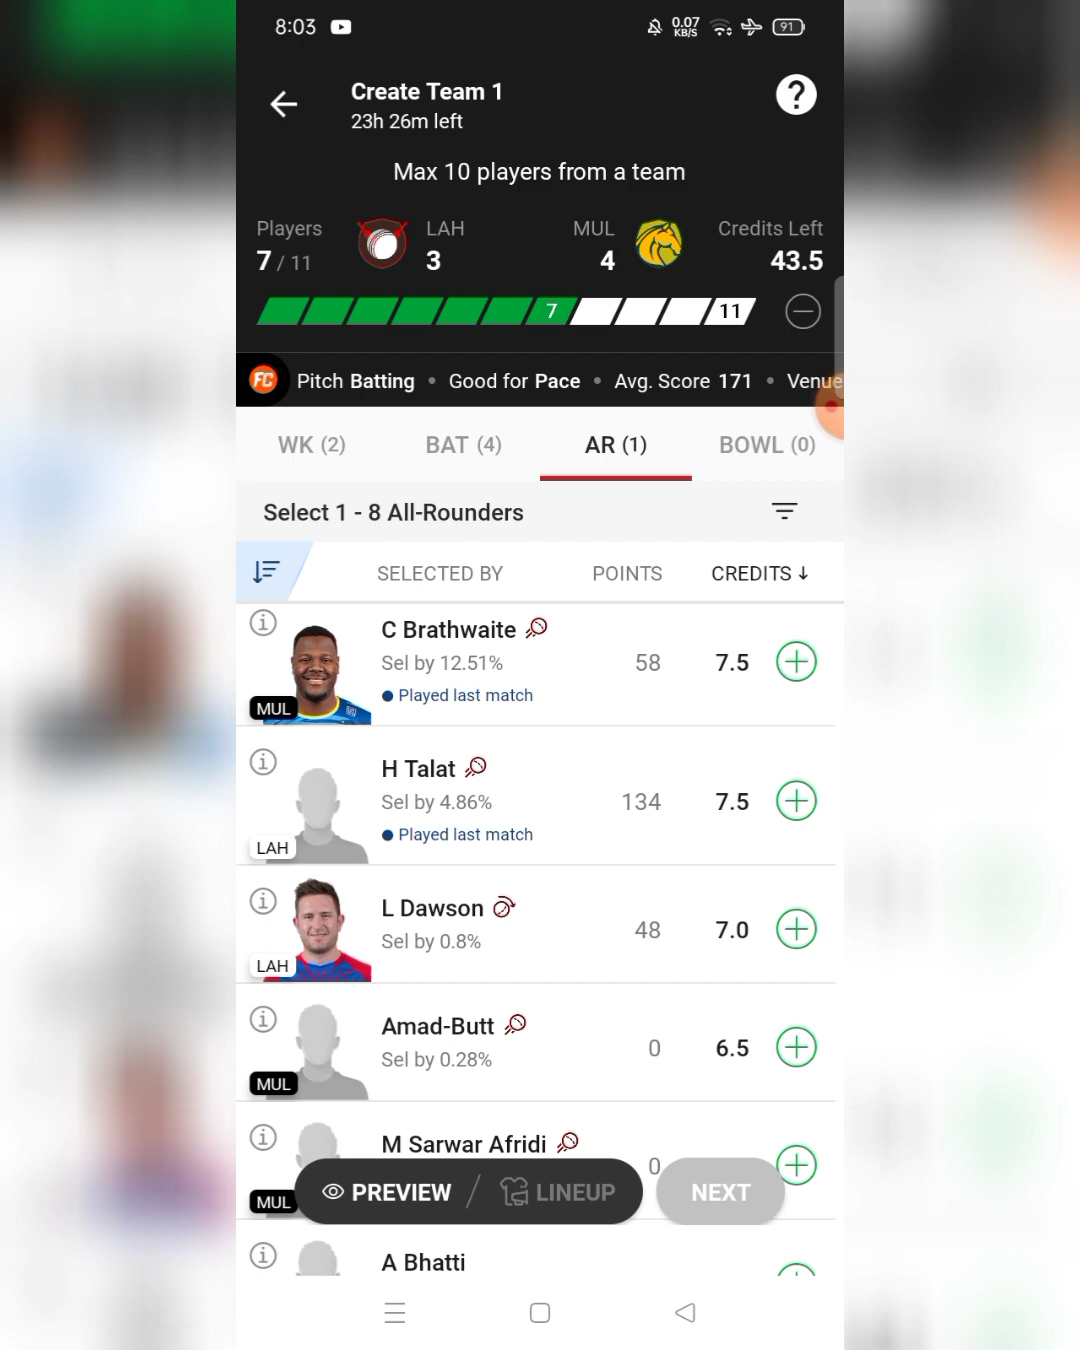 8:03
0.07
KB/S
91
Create Team 1
23h 26m left
?
Max 10 players from a team
Players
7 / 11
LAH
3
MUL
4
Credits Left
43.5
7
11
FC
Pitch Batting • Good for Pace • Avg. Score 171 • Venue
WK (2)
BAT (4)
AR (1)
BOWL (0)
Select 1 - 8 All-Rounders
SELECTED BY
POINTS
CREDITS ↓
C Brathwaite
Sel by 12.51%
58
7.5
Played last match
MUL
H Talat
Sel by 4.86%
134
7.5
Played last match
LAH
L Dawson
Sel by 0.8%
48
7.0
LAH
Amad-Butt
Sel by 0.28%
0
6.5
MUL
M Sarwar Afridi
0
MUL
PREVIEW / LINEUP
NEXT
A Bhatti